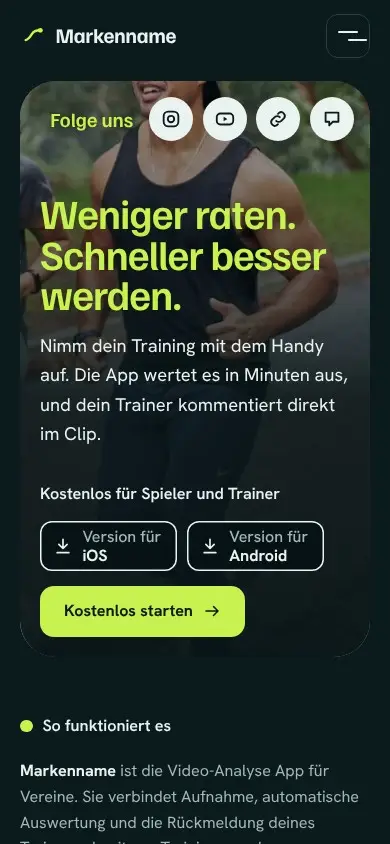 Markenname
Folge uns
Weniger raten.
Schneller besser
werden.
Nimm dein Training mit dem Handy
auf. Die App wertet es in Minuten aus,
und dein Trainer kommentiert direkt
im Clip.
Kostenlos für Spieler und Trainer
Version für
iOS
Version für
Android
Kostenlos starten
So funktioniert es
Markenname ist die Video-Analyse App für
Vereine. Sie verbindet Aufnahme, automatische
Auswertung und die Rückmeldung deines